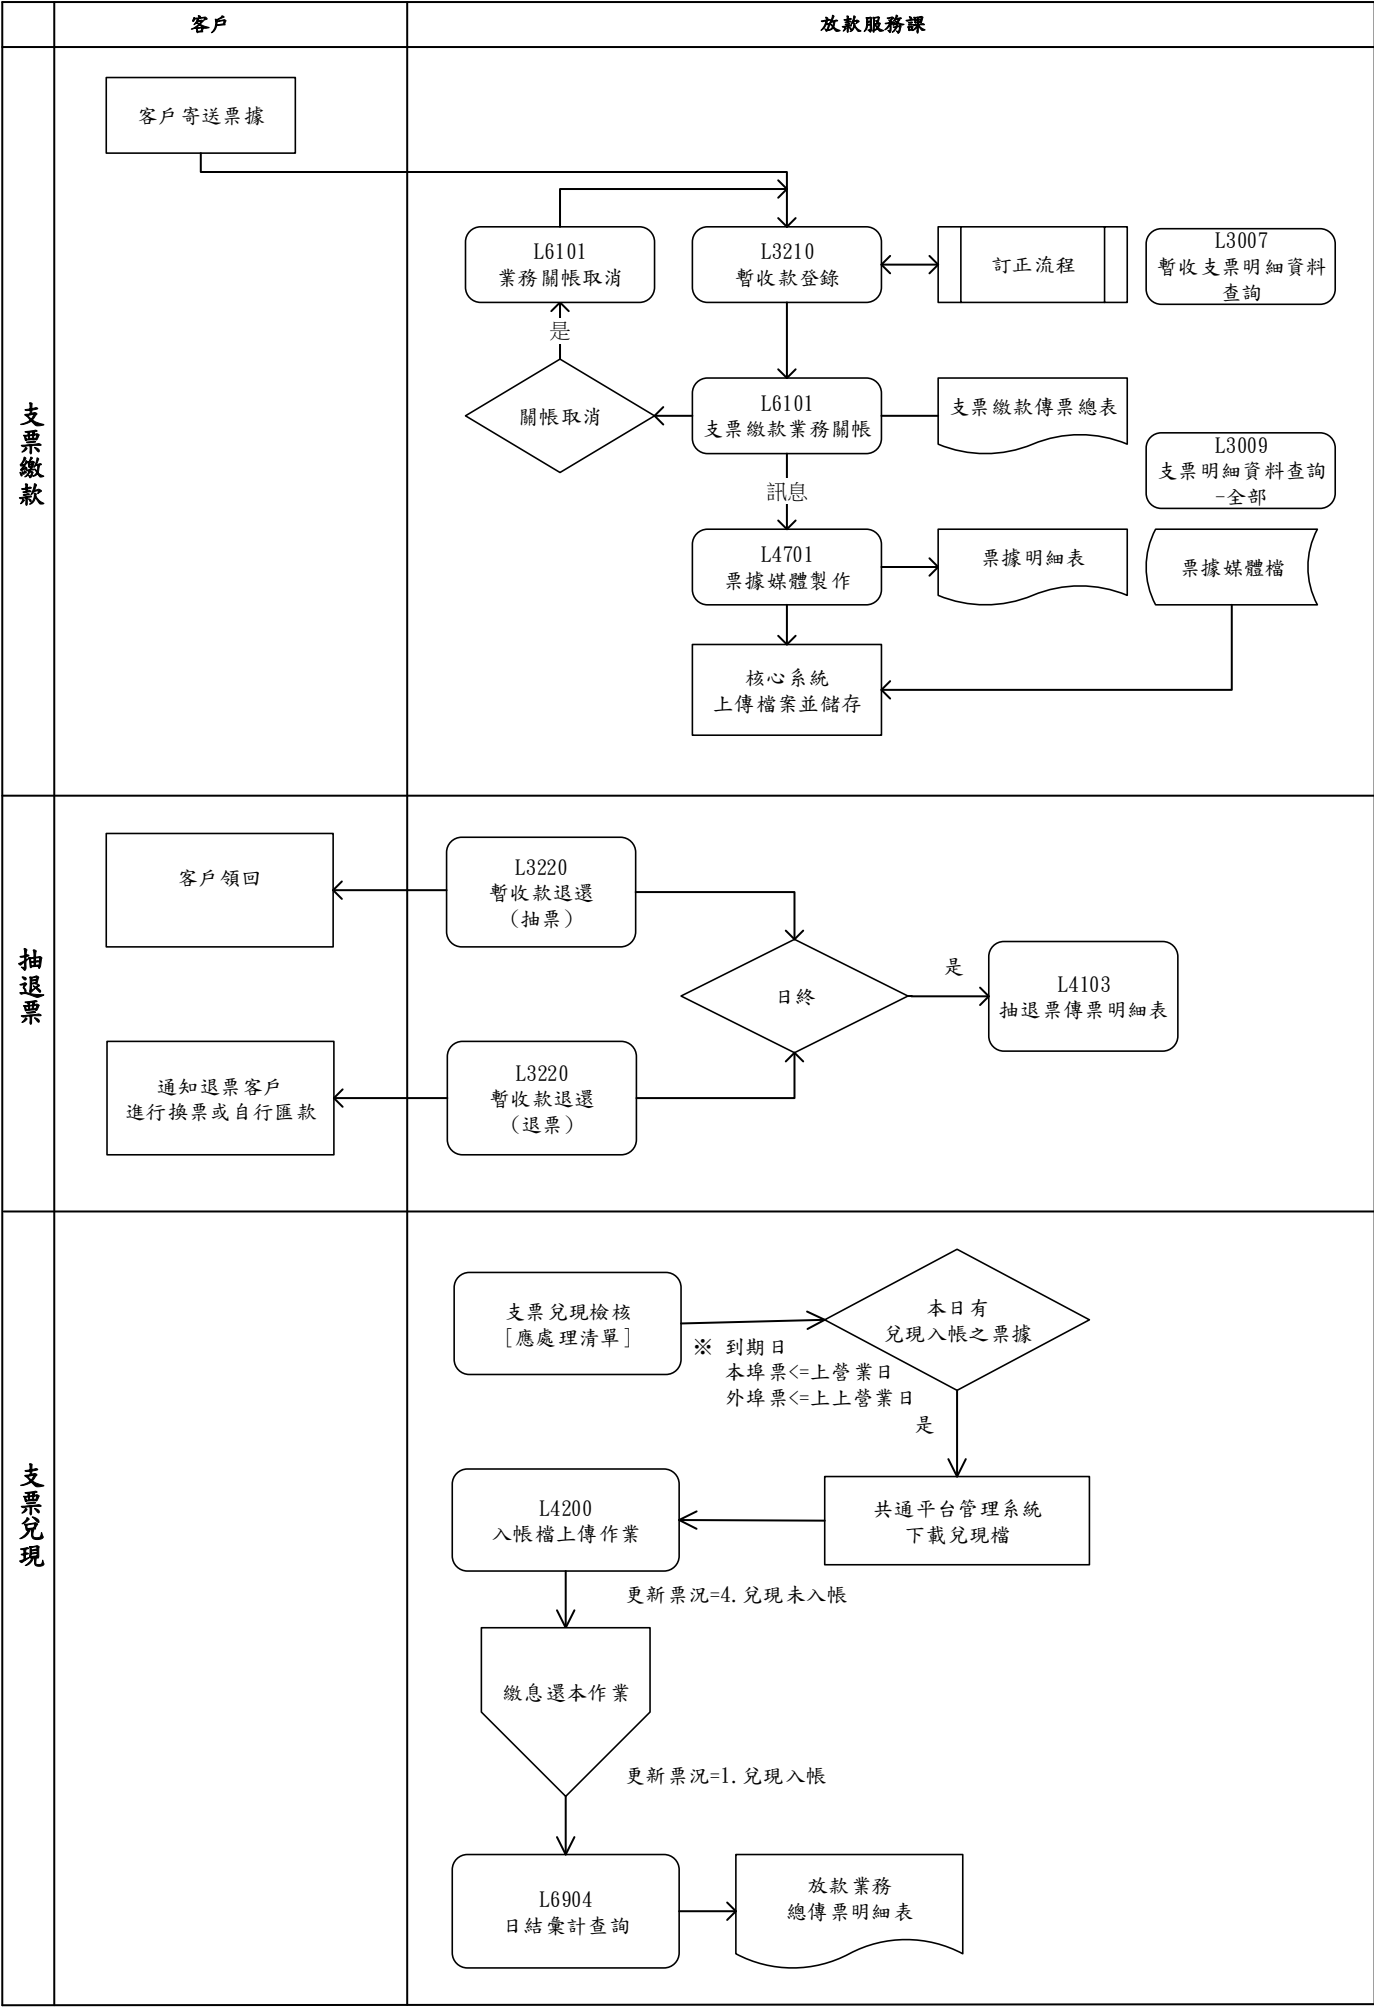 客戶
放款服務課
支票繳款
客戶寄送票據
L6101
業務關帳取消
L3210
暫收款登錄
訂正流程
L3007
暫收支票明細資料
查詢
是
關帳取消
L6101
支票繳款業務關帳
支票繳款傳票總表
L3009
支票明細資料查詢
-全部
訊息
L4701
票據媒體製作
票據明細表
票據媒體檔
核心系統
上傳檔案並儲存
抽退票
客戶領回
L3220
暫收款退還
(抽票)
日終
是
L4103
抽退票傳票明細表
通知退票客戶
進行換票或自行匯款
L3220
暫收款退還
(退票)
支票兌現
支票兌現檢核
[應處理清單]
本日有
兌現入帳之票據
※ 到期日
本埠票<=上營業日
外埠票<=上上營業日
是
L4200
入帳檔上傳作業
共通平台管理系統
下載兌現檔
更新票況=4.兌現未入帳
繳息還本作業
更新票況=1.兌現入帳
L6904
日結彙計查詢
放款業務
總傳票明細表